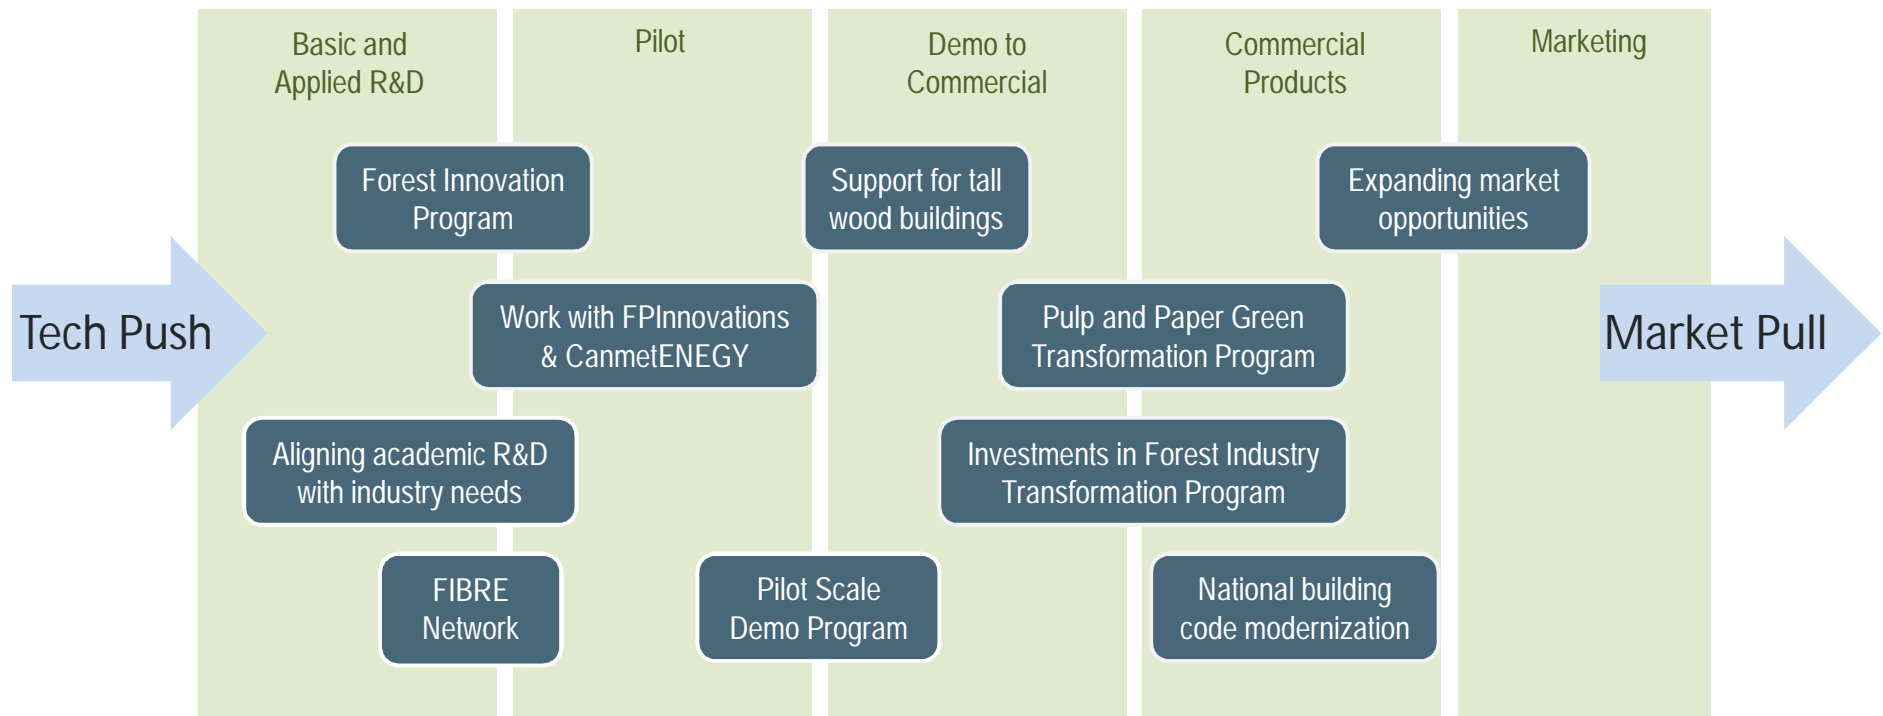 Basic and
Applied R&D
Pilot
Demo to
Commercial
Commercial
Products
Marketing
Forest Innovation
Program
Support for tall
wood buildings
Expanding market
opportunities
Tech Push
Work with FPInnovations
& CanmetENEGY
Pulp and Paper Green
Transformation Program
Market Pull
Aligning academic R&D
with industry needs
Investments in Forest Industry
Transformation Program
FIBRE
Network
Pilot Scale
Demo Program
National building
code modernization